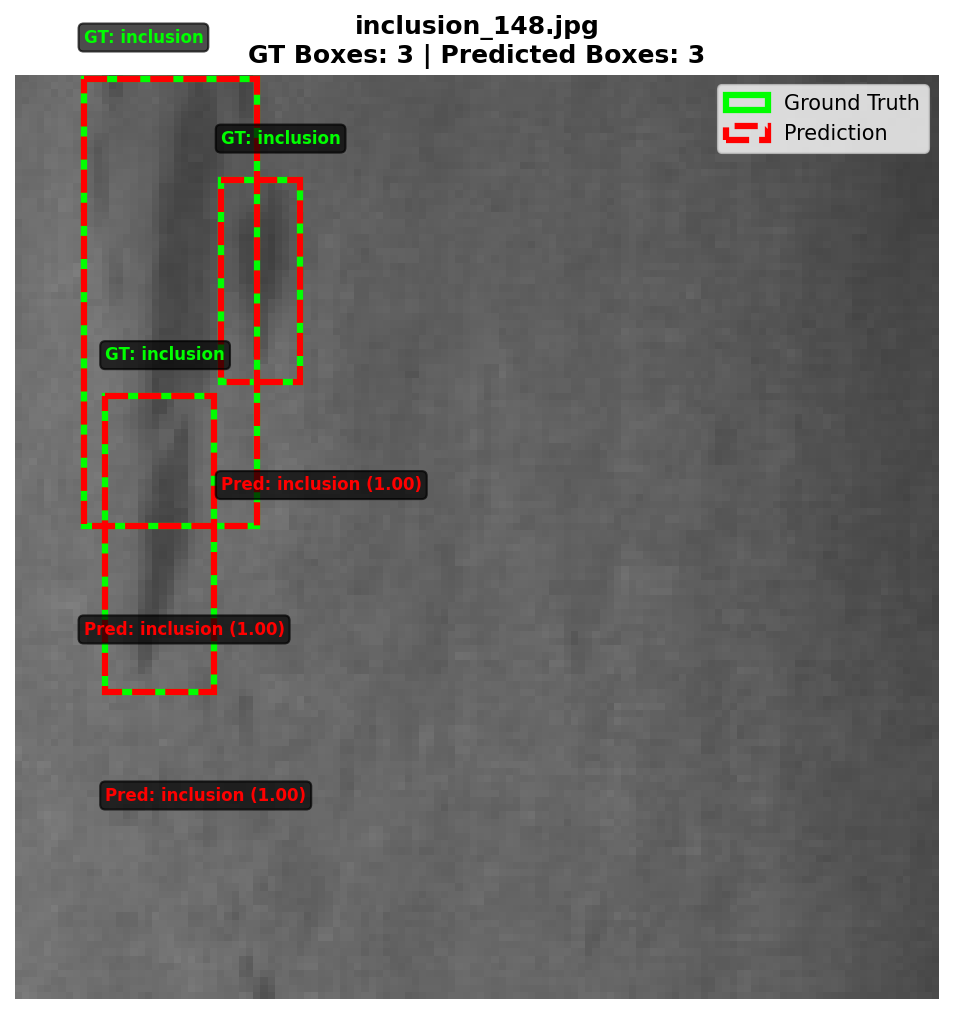 inclusion_148.jpg
GT Boxes: 3 | Predicted Boxes: 3
GT: inclusion
Ground Truth
Prediction
GT: inclusion
GT: inclusion
Pred: inclusion (1.00)
Pred: inclusion (1.00)
Pred: inclusion (1.00)